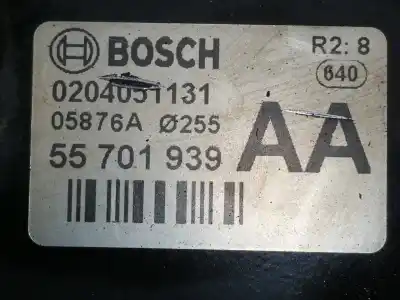 BOSCH R2: 8
640
0204051131
05876A Ø255
55 701 939 AA